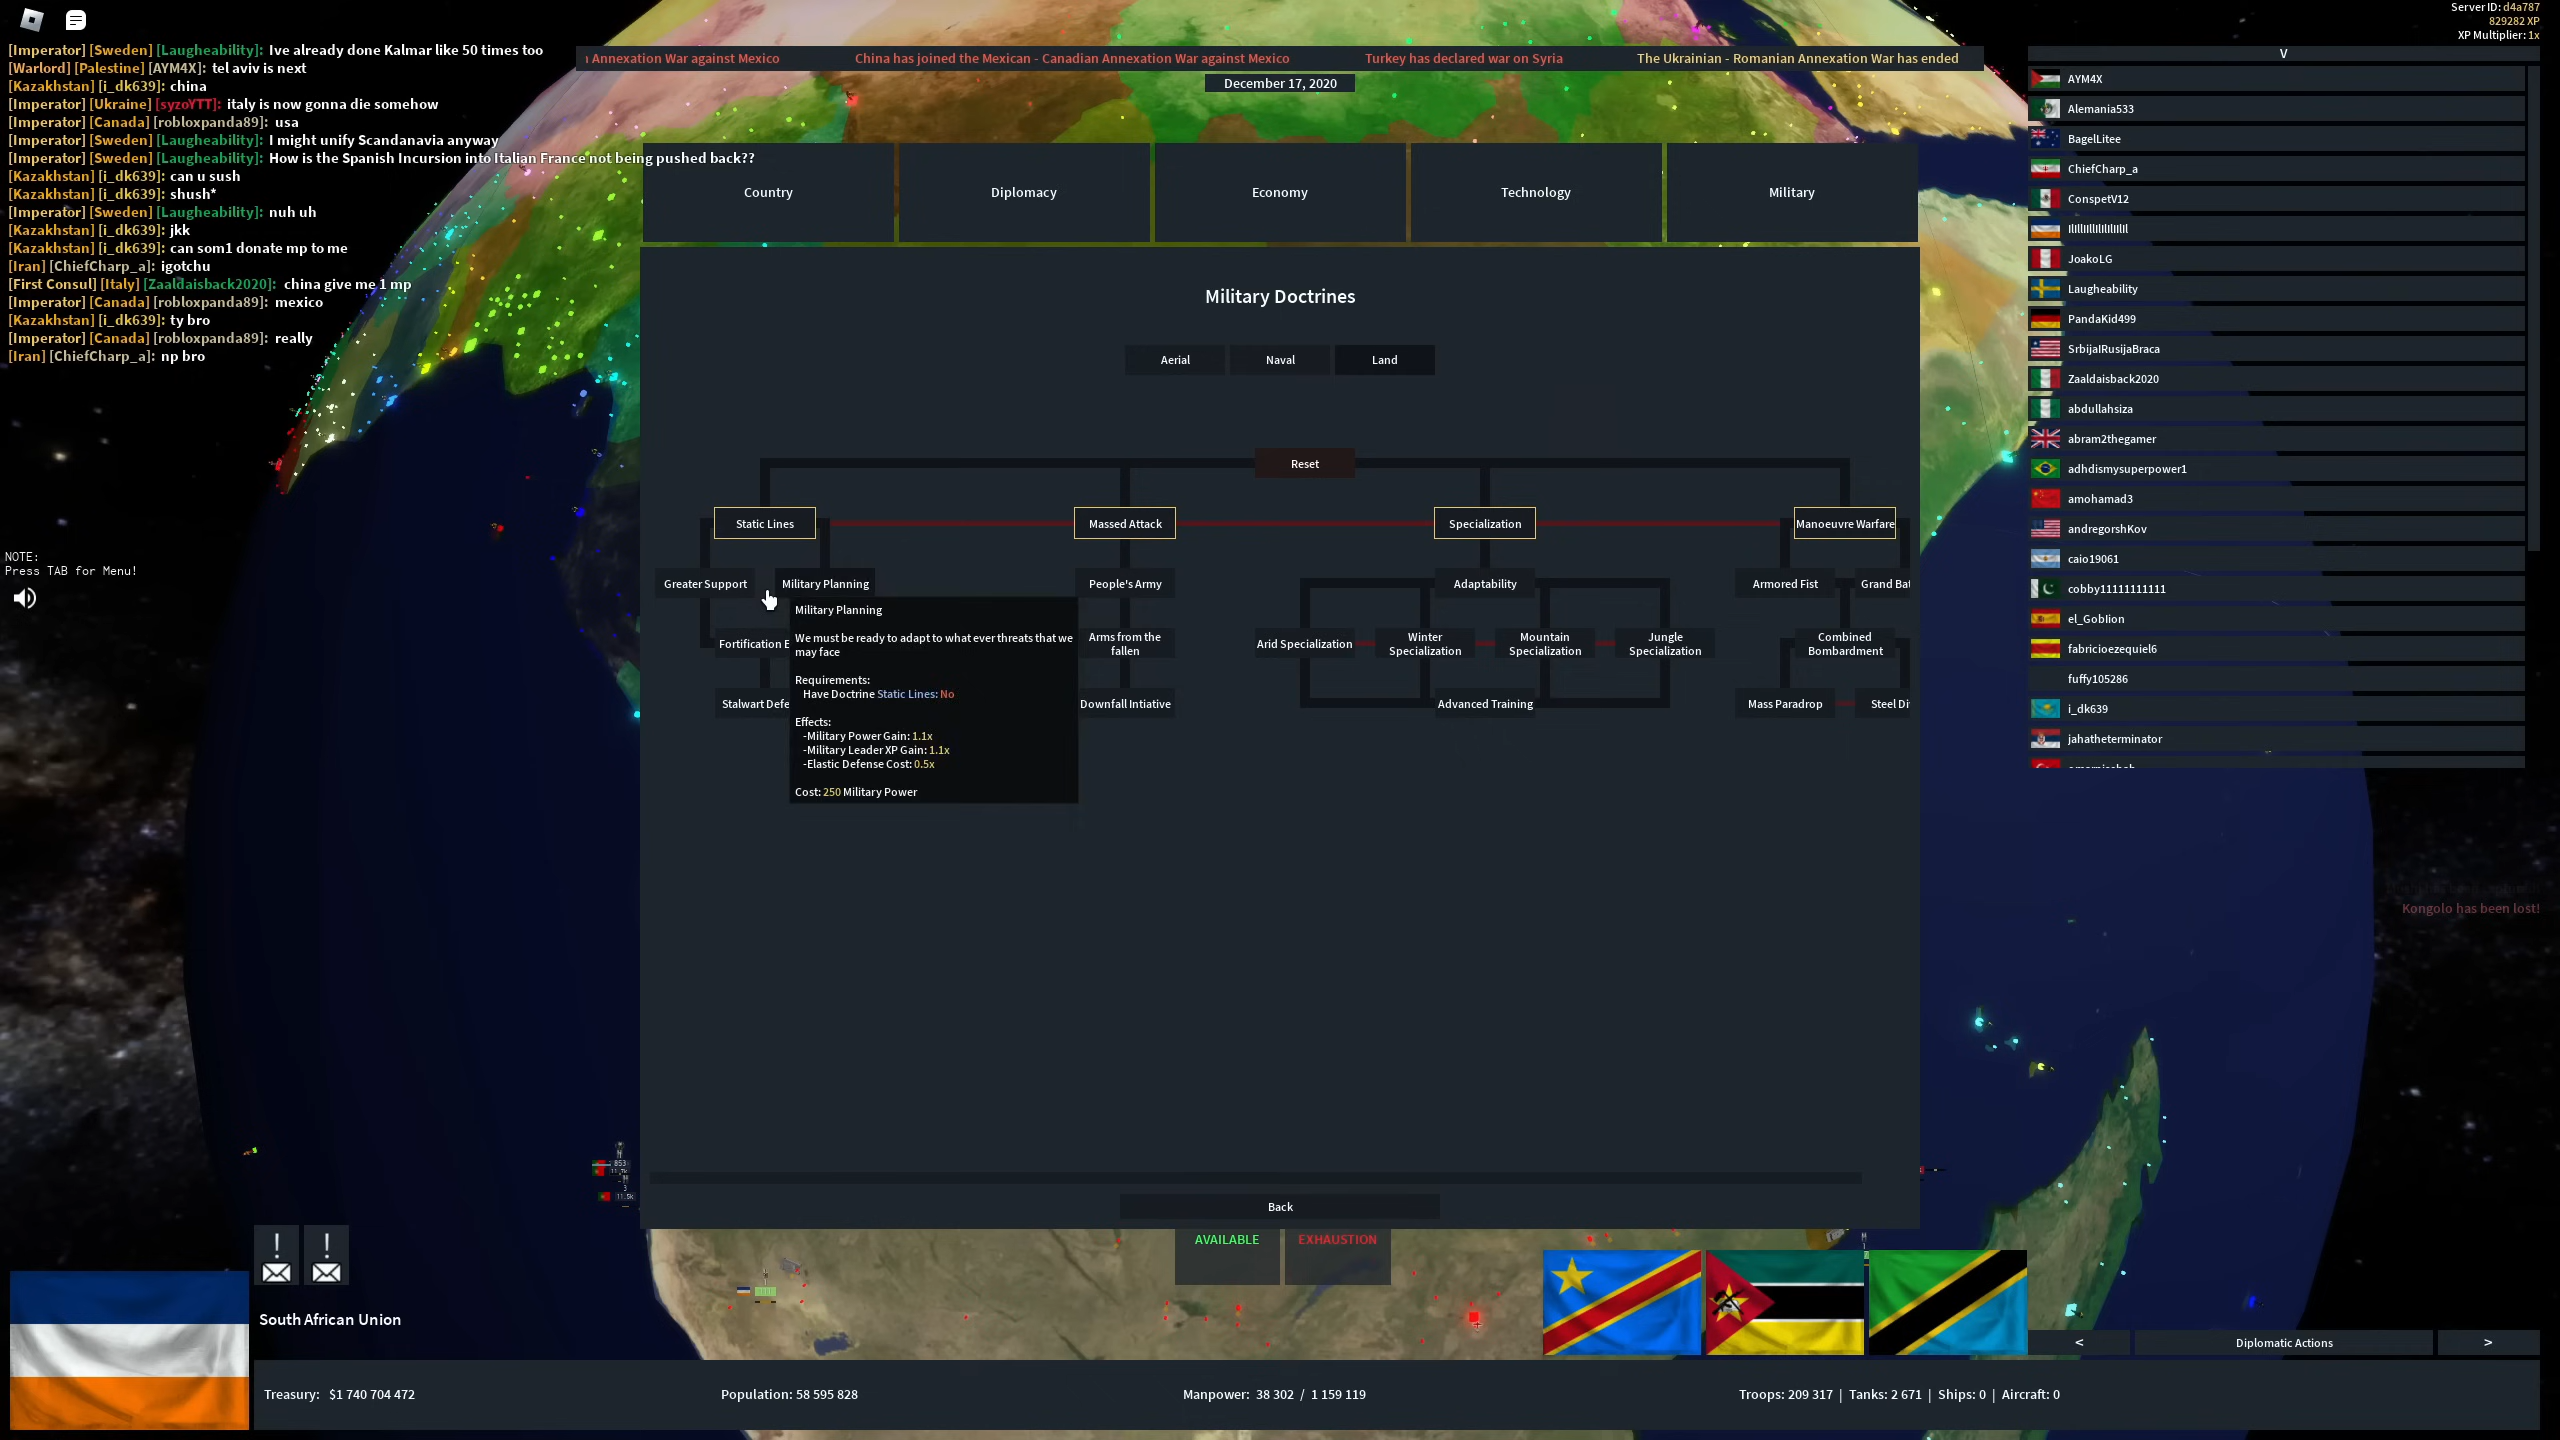 Server ID: d4a787
829282 XP
XP Multiplier: 1x
[Imperator] [Sweden] [Laugheability]: Ive already done Kalmar like 50 times too
[Warlord] [Palestine] [AYM4X]: tel aviv is next
[Kazakhstan] [i_dk639]: china
[Imperator] [Ukraine] [syzoYTT]: italy is now gonna die somehow
[Imperator] [Canada] [robloxpanda89]: usa
[Imperator] [Sweden] [Laugheability]: I might unify Scandanavia anyway
[Imperator] [Sweden] [Laugheability]: How is the Spanish Incursion into Italian France not being pushed back??
[Kazakhstan] [i_dk639]: can u sush
[Kazakhstan] [i_dk639]: shush*
[Imperator] [Sweden] [Laugheability]: nuh uh
[Kazakhstan] [i_dk639]: jkk
[Kazakhstan] [i_dk639]: can som1 donate mp to me
[Iran] [ChiefCharp_a]: igotchu
[First Consul] [Italy] [Zaaldaisback2020]: china give me 1 mp
[Imperator] [Canada] [robloxpanda89]: mexico
[Kazakhstan] [i_dk639]: ty bro
[Imperator] [Canada] [robloxpanda89]: really
[Iran] [ChiefCharp_a]: np bro
Annexation War against Mexico China has joined the Mexican - Canadian Annexation War against Mexico Turkey has declared war on Syria The Ukrainian - Romanian Annexation War has ended
December 17, 2020
Country Diplomacy Economy Technology Military
Military Doctrines
Aerial Naval Land
Reset
Static Lines Massed Attack Specialization Manoeuvre Warfare
Greater Support Military Planning People's Army Adaptability Armored Fist Grand Bat
Fortification E Arms from the fallen Arid Specialization Winter Specialization Mountain Specialization Jungle Specialization Combined Bombardment
Stalwart Defe Downfall Intiative Advanced Training Mass Paradrop Steel Di
Military Planning
We must be ready to adapt to what ever threats that we
may face
Requirements:
Have Doctrine Static Lines: No
Effects:
-Military Power Gain: 1.1x
-Military Leader XP Gain: 1.1x
-Elastic Defense Cost: 0.5x
Cost: 250 Military Power
Back
V
AYM4X
Alemania533
BagelLitee
ChiefCharp_a
ConspetV12
JoakoLG
Laugheability
PandaKid499
SrbijaIRusijaBraca
Zaaldaisback2020
abdullahsiza
abram2thegamer
adhdismysuperpower1
amohamad3
andregorshKov
caio19061
cobby11111111111
el_Goblion
fabricioezequiel6
fuffy105286
i_dk639
jahatheterminator
Kongolo has been lost!
NOTE:
Press TAB for Menu!
AVAILABLE EXHAUSTION
South African Union
< Diplomatic Actions >
Treasury: $1 740 704 472 Population: 58 595 828 Manpower: 38 302 / 1 159 119 Troops: 209 317 | Tanks: 2 671 | Ships: 0 | Aircraft: 0